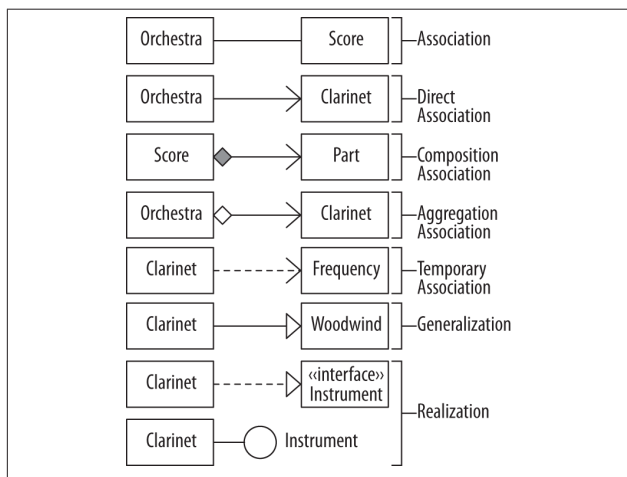 Orchestra Score Association
Orchestra Clarinet Direct
Association
Score Part Composition
Association
Orchestra Clarinet Aggregation
Association
Clarinet Frequency Temporary
Association
Clarinet Woodwind Generalization
Clarinet «interface»
Instrument
Realization
Clarinet Instrument